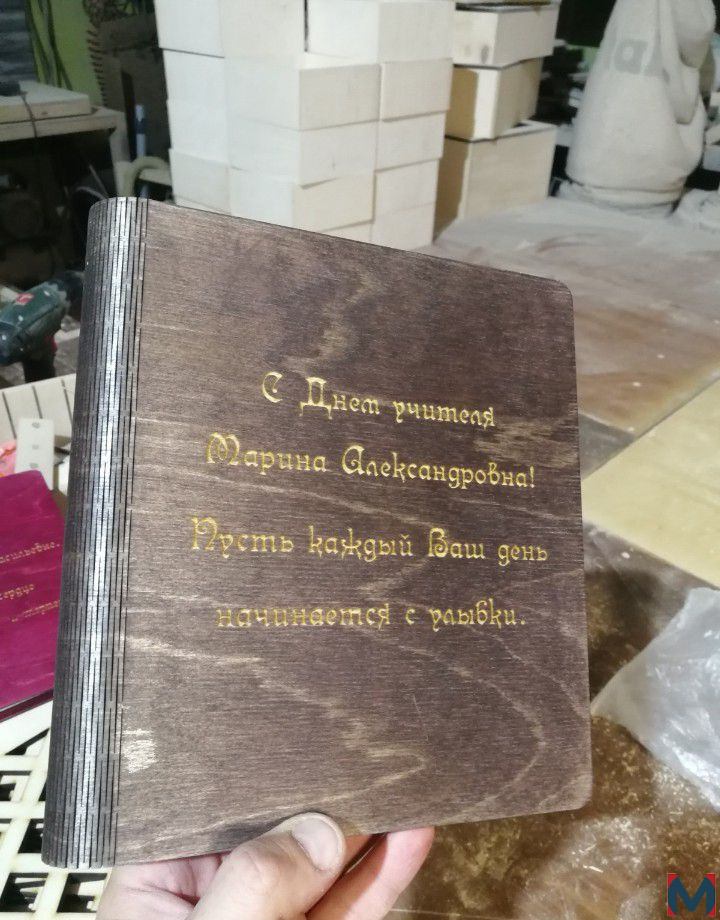 С Днем учителя
Марина Александровна!
Пусть каждый Ваш день
начинается с улыбки.
М